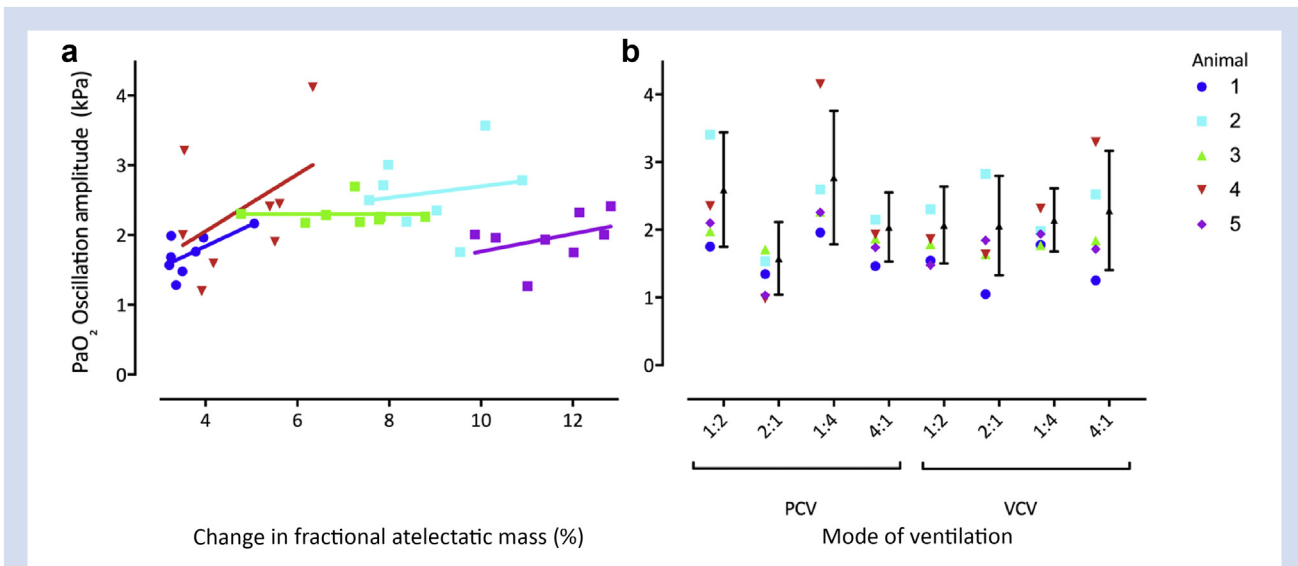 a
PaO2 Oscillation amplitude (kPa)
4
3
2
1
0
4 6 8 10 12
Change in fractional atelectatic mass (%)
b
4
3
2
1
0
1:2 2:1 1:4 4:1 1:2 2:1 1:4 4:1
PCV VCV
Mode of ventilation
Animal
1
2
3
4
5